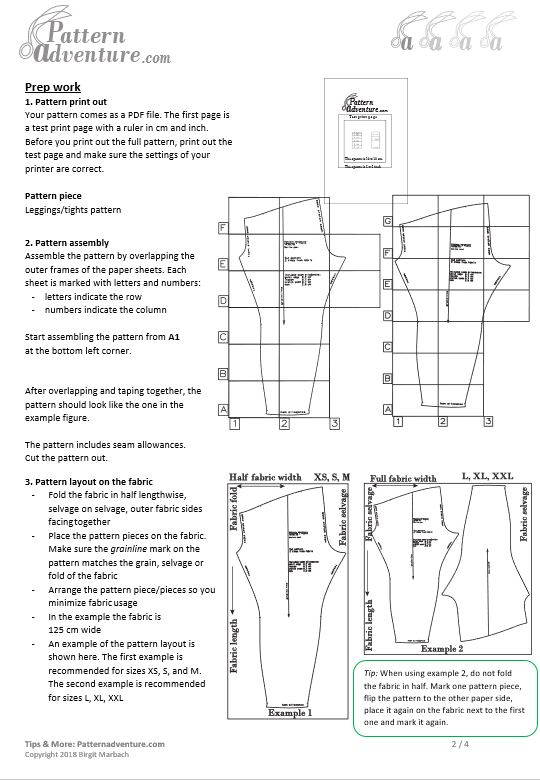 Pattern
Adventure.com
a a a a
Prep work
1. Pattern print out
Your pattern comes as a PDF file. The first page is
a test print page with a ruler in cm and inch.
Before you print out the full pattern, print out the
test page and make sure the settings of your
printer are correct.
Pattern piece
Leggings/tights pattern
2. Pattern assembly
Assemble the pattern by overlapping the
outer frames of the paper sheets. Each
sheet is marked with letters and numbers:
- letters indicate the row
- numbers indicate the column
Start assembling the pattern from A1
at the bottom left corner.
After overlapping and taping together, the
pattern should look like the one in the
example figure.
The pattern includes seam allowances.
Cut the pattern out.
3. Pattern layout on the fabric
- Fold the fabric in half lengthwise,
selvage on selvage, outer fabric sides
facing together
- Place the pattern pieces on the fabric.
Make sure the grainline mark on the
pattern matches the grain, selvage or
fold of the fabric
- Arrange the pattern piece/pieces so you
minimize fabric usage
- In the example the fabric is
125 cm wide
- An example of the pattern layout is
shown here. The first example is
recommended for sizes XS, S, and M.
The second example is recommended
for sizes L, XL, XXL
Pattern
Adventure
Test print page
F
E
D
C
B
A
1 2 3
G
F
E
D
C
B
A
1 2 3
Half fabric width XS, S, M
Fabric fold
Fabric selvage
Fabric length
Example 1
Full fabric width L, XL, XXL
Fabric selvage
Fabric selvage
Fabric length
Example 2
Tip: When using example 2, do not fold
the fabric in half. Mark one pattern piece,
flip the pattern to the other paper side,
place it again on the fabric next to the first
one and mark it again.
Tips & More: Patternadventure.com
Copyright 2018 Birgit Marbach
2 / 4